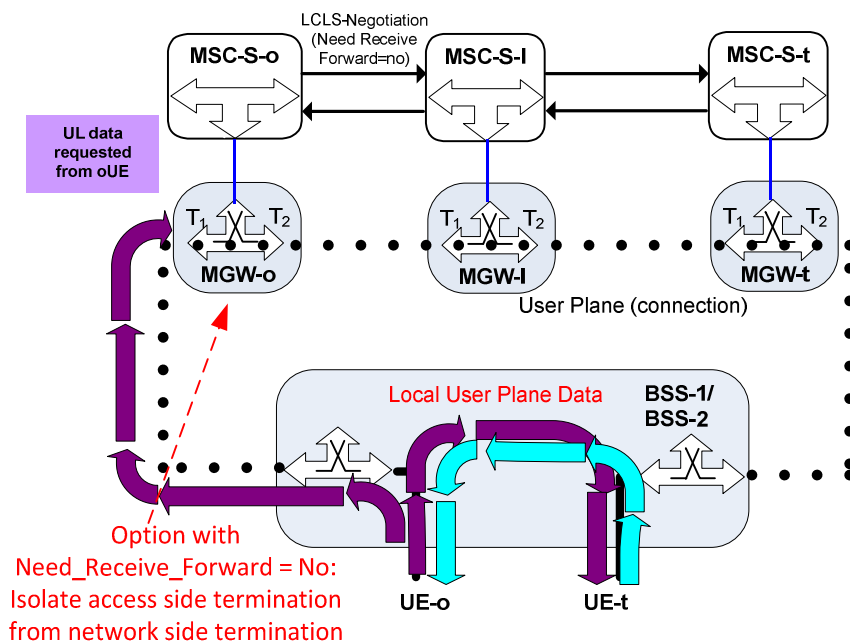 LCLS-Negotiation
(Need Receive
Forward=no)
MSC-S-o
MSC-S-I
MSC-S-t
UL data
requested
from oUE
T1
T2
T1
T2
T1
T2
MGW-o
MGW-I
MGW-t
User Plane (connection)
Local User Plane Data
BSS-1/
BSS-2
Option with
Need_Receive_Forward = No:
Isolate access side termination
from network side termination
UE-o
UE-t